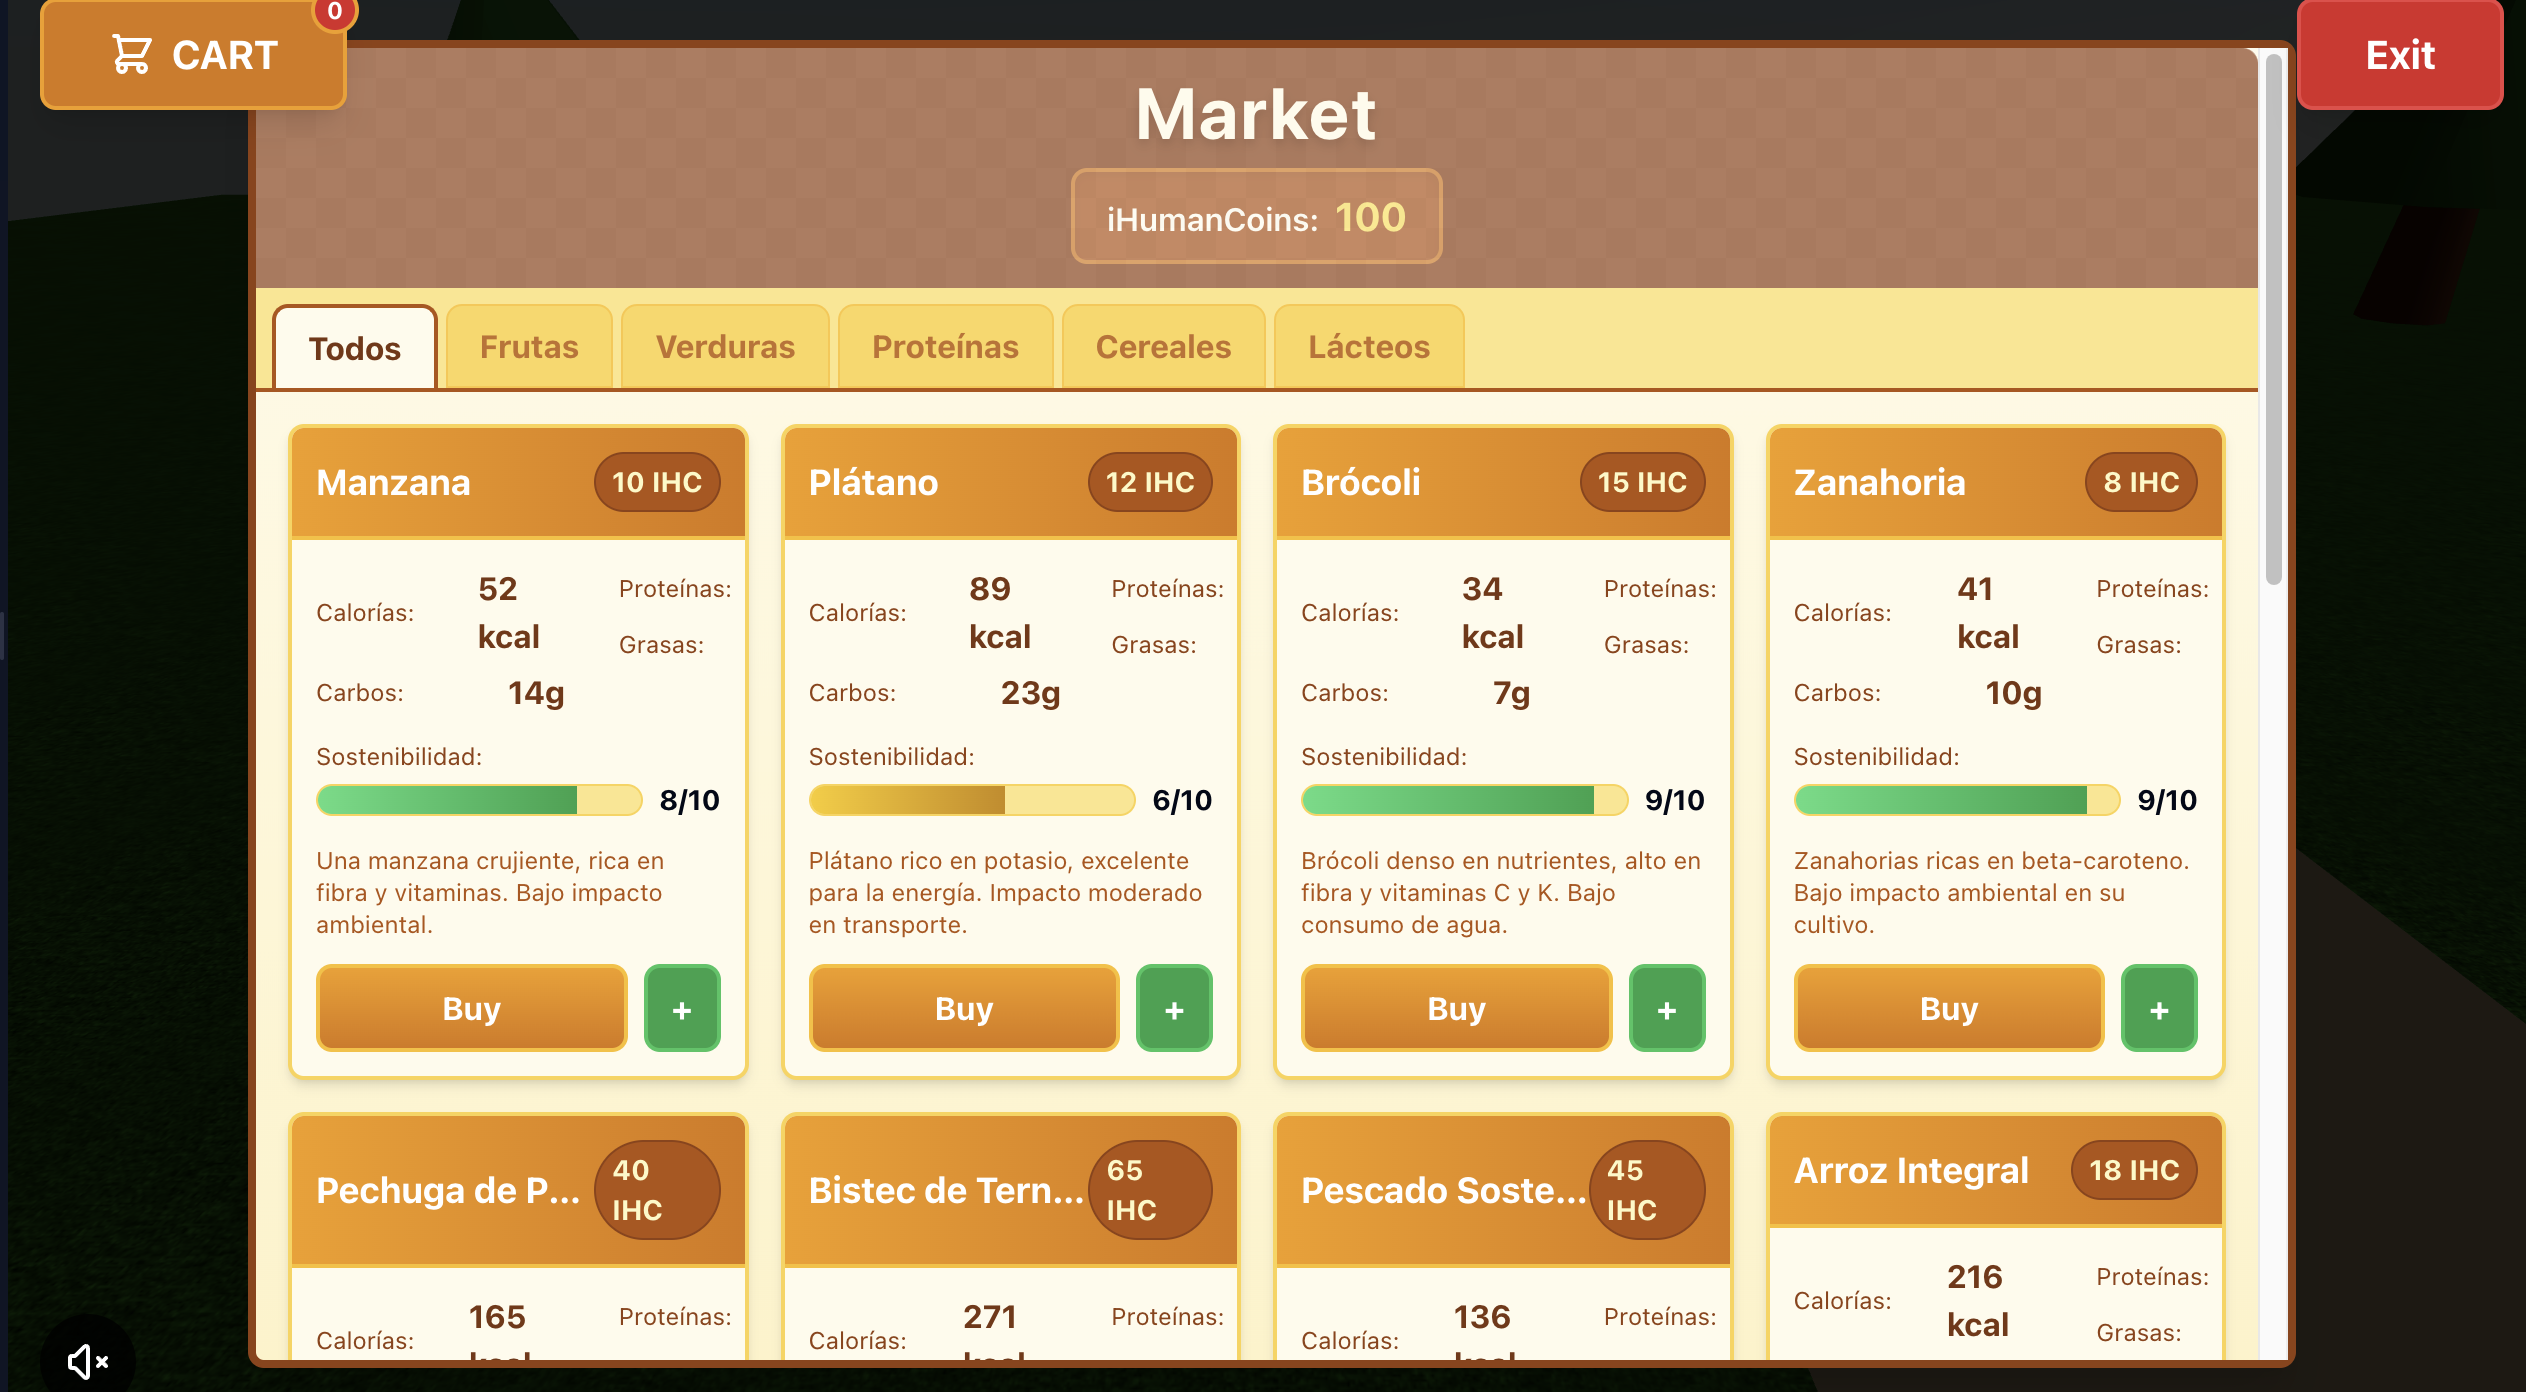 CART
0
Exit
Market
iHumanCoins: 100
Todos
Frutas
Verduras
Proteínas
Cereales
Lácteos
Manzana
10 IHC
Calorías:
52
kcal
Proteínas:
Grasas:
Carbos:
14g
Sostenibilidad:
8/10
Una manzana crujiente, rica en
fibra y vitaminas. Bajo impacto
ambiental.
Buy
+
Plátano
12 IHC
Calorías:
89
kcal
Proteínas:
Grasas:
Carbos:
23g
Sostenibilidad:
6/10
Plátano rico en potasio, excelente
para la energía. Impacto moderado
en transporte.
Buy
+
Brócoli
15 IHC
Calorías:
34
kcal
Proteínas:
Grasas:
Carbos:
7g
Sostenibilidad:
9/10
Brócoli denso en nutrientes, alto en
fibra y vitaminas C y K. Bajo
consumo de agua.
Buy
+
Zanahoria
8 IHC
Calorías:
41
kcal
Proteínas:
Grasas:
Carbos:
10g
Sostenibilidad:
9/10
Zanahorias ricas en beta-caroteno.
Bajo impacto ambiental en su
cultivo.
Buy
+
Pechuga de P...
40
IHC
Calorías:
165
kcal
Proteínas:
Bistec de Tern...
65
IHC
Calorías:
271
kcal
Proteínas:
Pescado Soste...
45
IHC
Calorías:
136
kcal
Proteínas:
Arroz Integral
18 IHC
Calorías:
216
kcal
Proteínas:
Grasas: